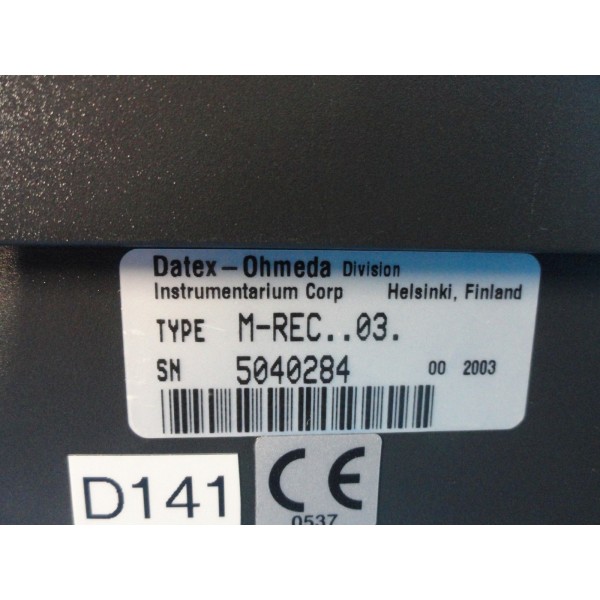 Datex-Ohmeda Division
Instrumentarium Corp Helsinki, Finland
TYPE M-REC..03.
SN 5040284 00 2003
D141
CE
0537